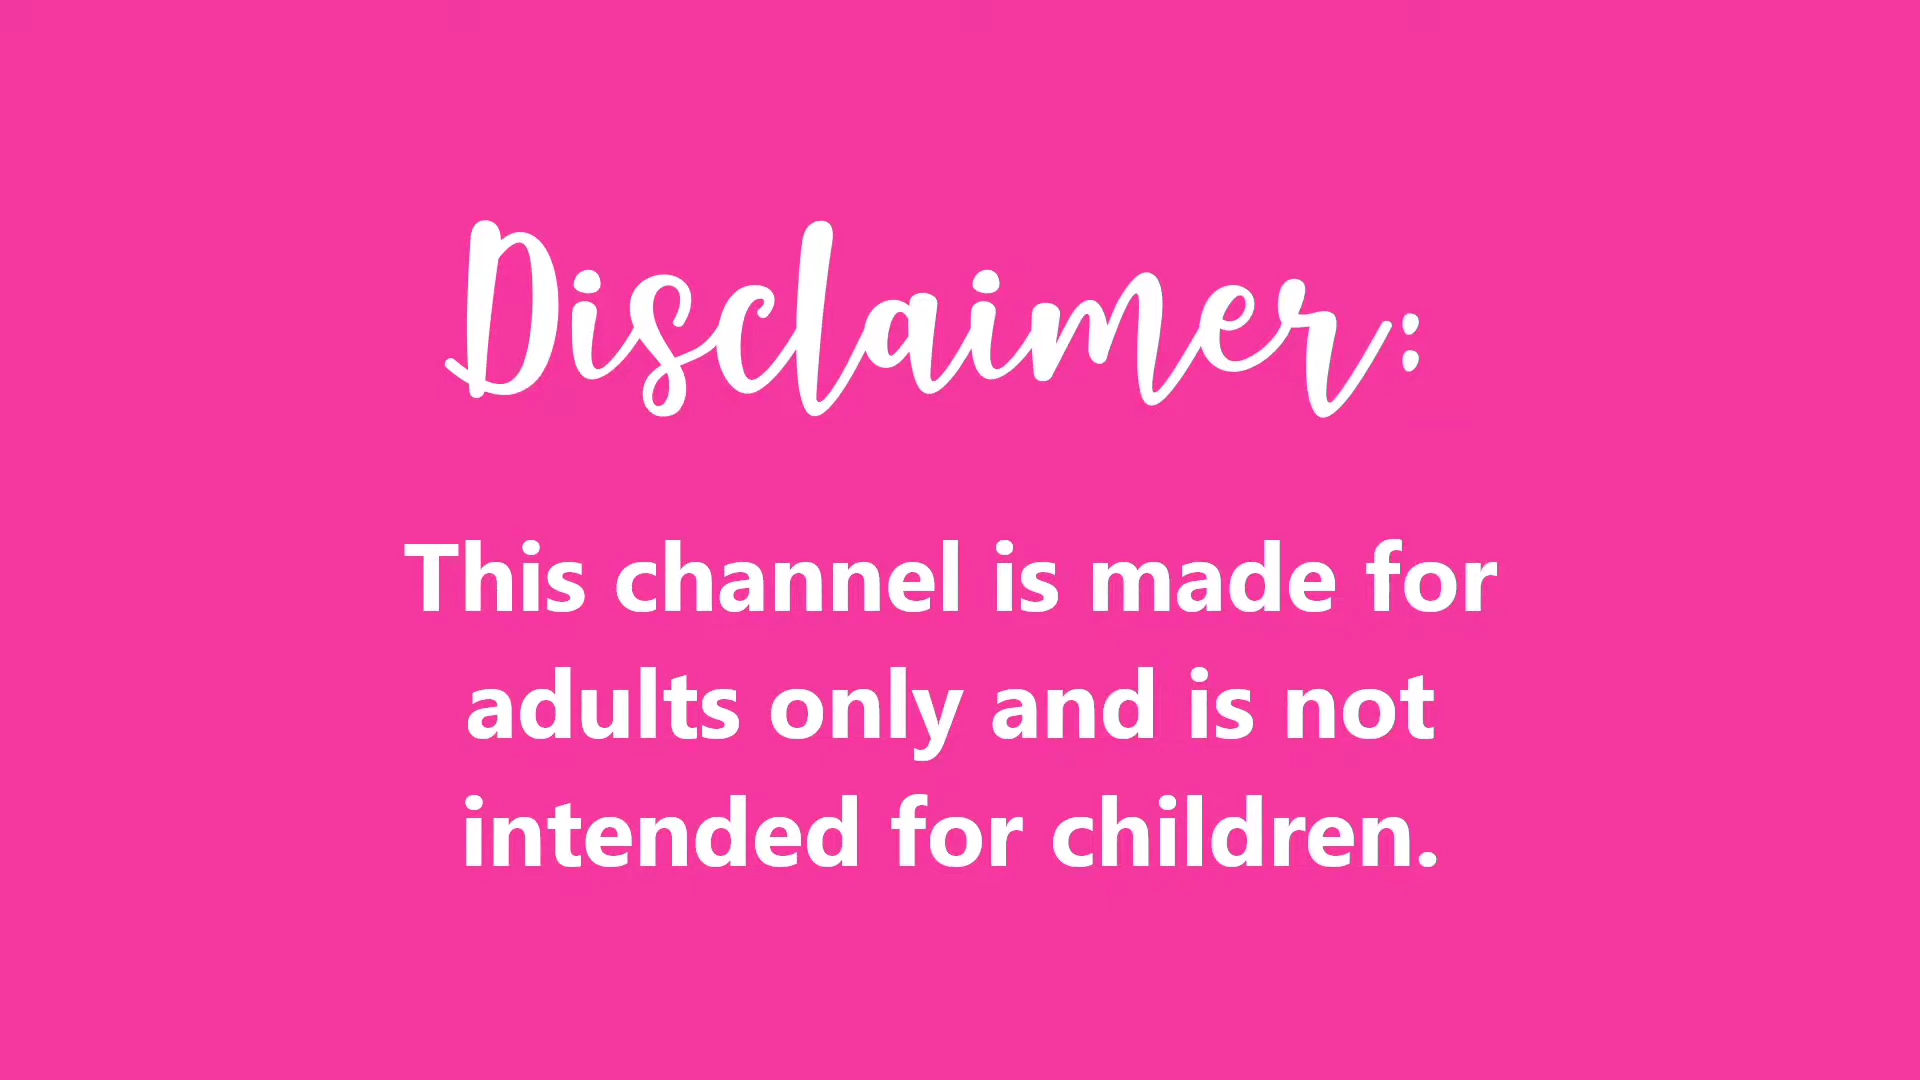 Disclaimer:
This channel is made for
adults only and is not
intended for children.